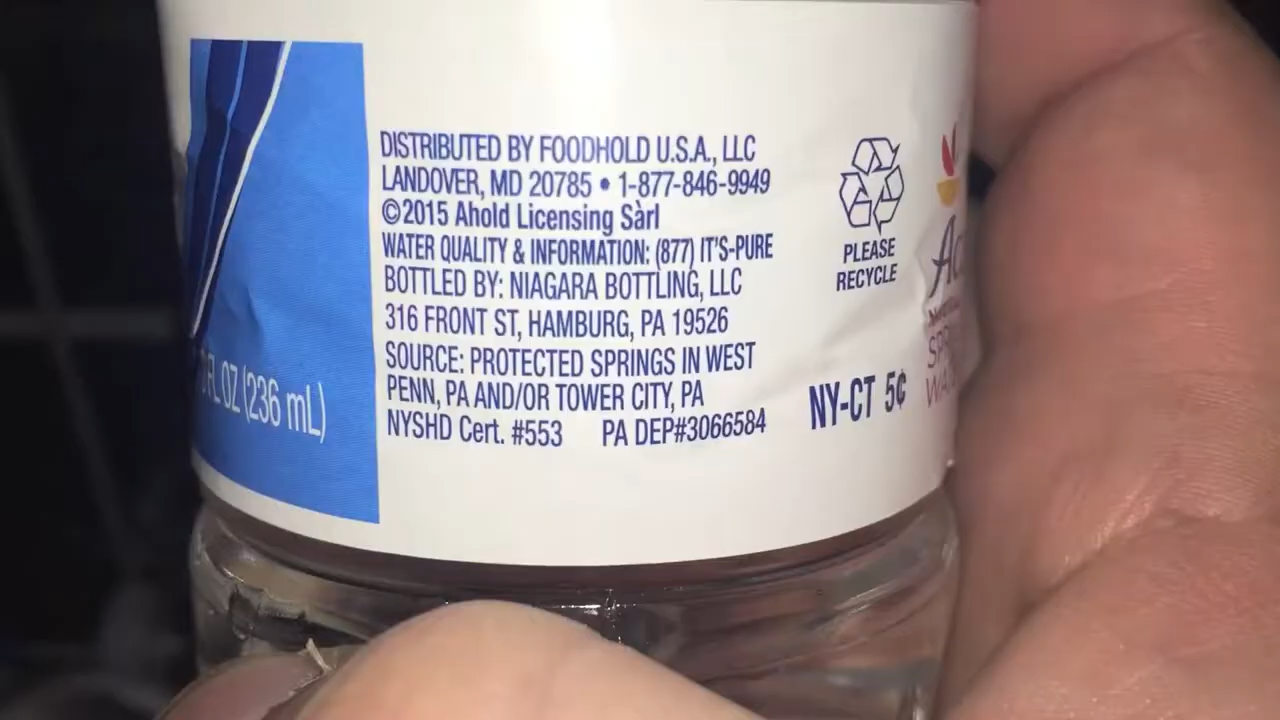 DISTRIBUTED BY FOODHOLD U.S.A., LLC
LANDOVER, MD 20785 • 1-877-846-9949
©2015 Ahold Licensing Sàrl
WATER QUALITY & INFORMATION: (877) IT'S-PURE
BOTTLED BY: NIAGARA BOTTLING, LLC
316 FRONT ST, HAMBURG, PA 19526
SOURCE: PROTECTED SPRINGS IN WEST
PENN, PA AND/OR TOWER CITY, PA
NYSHD Cert. #553 PA DEP#3066584
FL OZ (236 mL)
PLEASE
RECYCLE
NY-CT 5¢